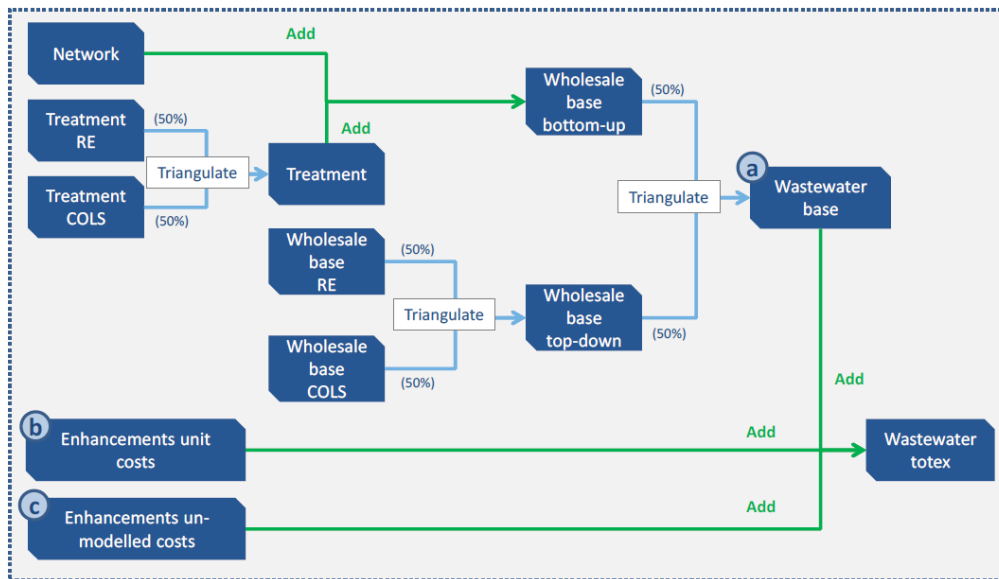 Network
Add
Treatment
RE
(50%)
Treatment
COLS
(50%)
Triangulate
Add
Treatment
Wholesale
base
bottom-up
(50%)
Wholesale
base
RE
(50%)
Wholesale
base
COLS
(50%)
Triangulate
Wholesale
base
top-down
(50%)
Triangulate
a
Wastewater
base
Add
b
Enhancements unit
costs
Add
Wastewater
totex
c
Enhancements un-
modelled costs
Add